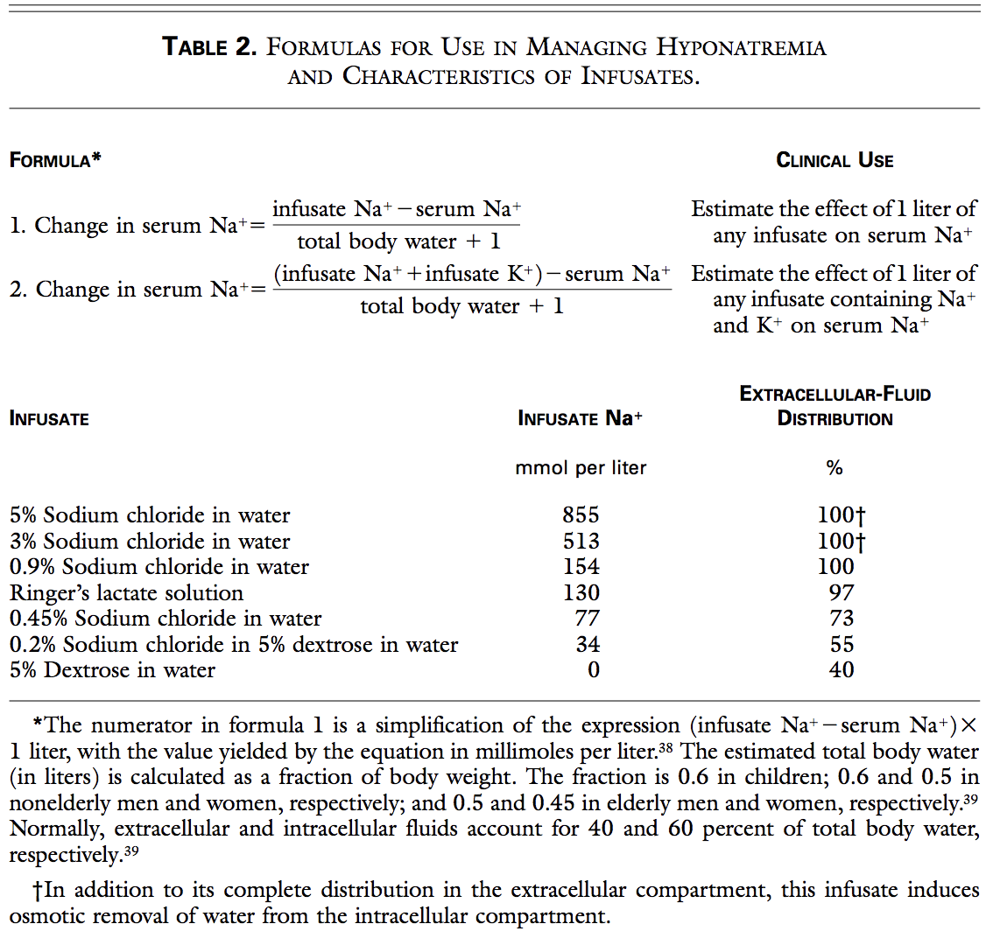 TABLE 2. FORMULAS FOR USE IN MANAGING HYPONATREMIA
AND CHARACTERISTICS OF INFUSATES.
FORMULA* CLINICAL USE
1. Change in serum Na+= infusate Na+ − serum Na+ / total body water + 1 Estimate the effect of 1 liter of
any infusate on serum Na+
2. Change in serum Na+= (infusate Na+ + infusate K+) − serum Na+ / total body water + 1 Estimate the effect of 1 liter of
any infusate containing Na+
and K+ on serum Na+
INFUSATE INFUSATE Na+ EXTRACELLULAR-FLUID
DISTRIBUTION
mmol per liter %
5% Sodium chloride in water 855 100†
3% Sodium chloride in water 513 100†
0.9% Sodium chloride in water 154 100
Ringer’s lactate solution 130 97
0.45% Sodium chloride in water 77 73
0.2% Sodium chloride in 5% dextrose in water 34 55
5% Dextrose in water 0 40
*The numerator in formula 1 is a simplification of the expression (infusate Na+ − serum Na+) ×
1 liter, with the value yielded by the equation in millimoles per liter.38 The estimated total body water
(in liters) is calculated as a fraction of body weight. The fraction is 0.6 in children; 0.6 and 0.5 in
nonelderly men and women, respectively; and 0.5 and 0.45 in elderly men and women, respectively.39
Normally, extracellular and intracellular fluids account for 40 and 60 percent of total body water,
respectively.39
†In addition to its complete distribution in the extracellular compartment, this infusate induces
osmotic removal of water from the intracellular compartment.